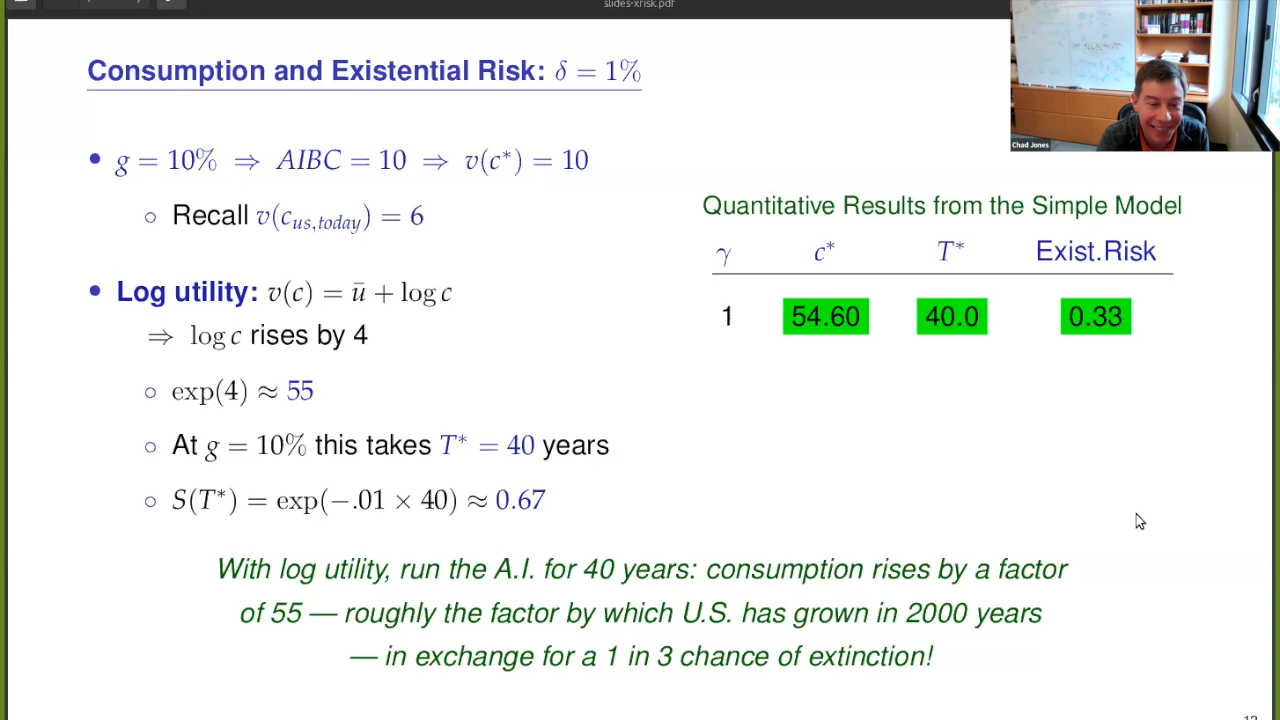 slides-xrisk.pdf
Consumption and Existential Risk: δ = 1%
• g = 10% ⇒ AIBC = 10 ⇒ v(c*) = 10
○ Recall v(c_us,today) = 6
• Log utility: v(c) = ū + log c
⇒ log c rises by 4
○ exp(4) ≈ 55
○ At g = 10% this takes T* = 40 years
○ S(T*) = exp(−.01 × 40) ≈ 0.67
Quantitative Results from the Simple Model
γ c* T* Exist.Risk
1 54.60 40.0 0.33
With log utility, run the A.I. for 40 years: consumption rises by a factor
of 55 — roughly the factor by which U.S. has grown in 2000 years
— in exchange for a 1 in 3 chance of extinction!
Chad Jones